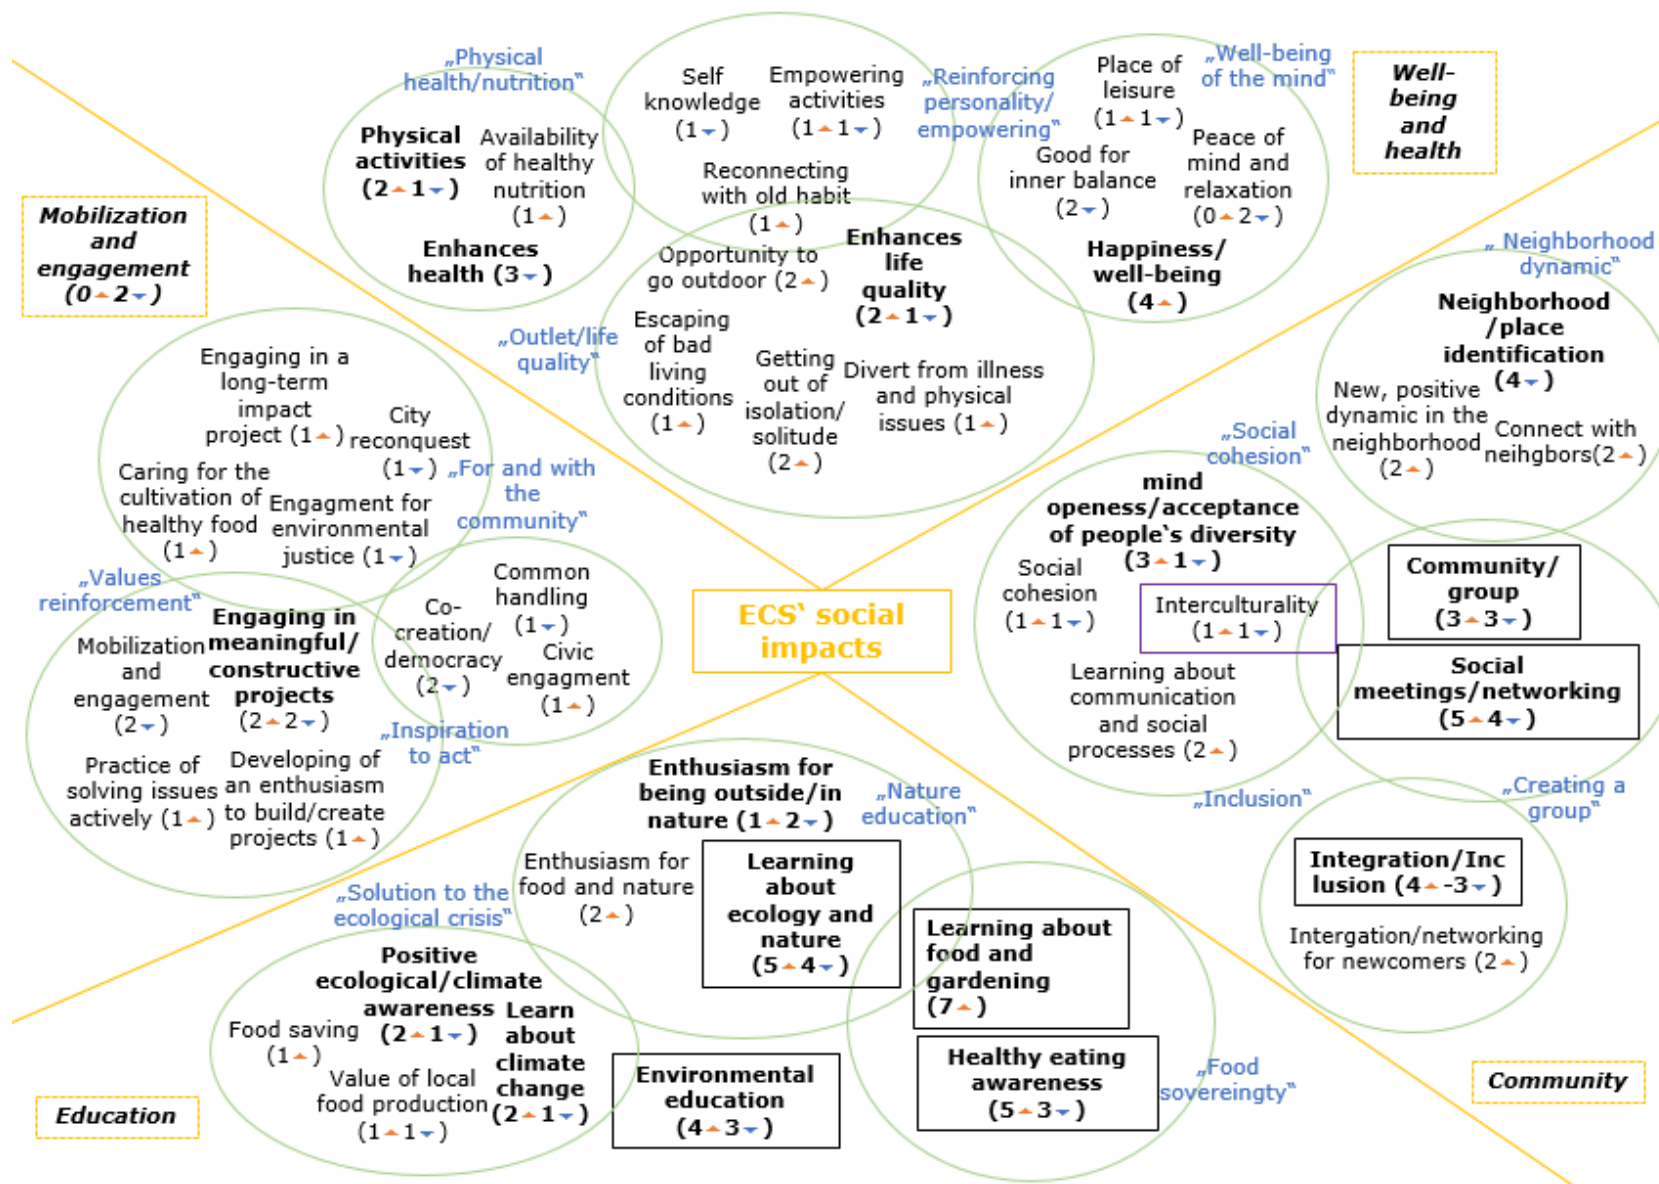 „Physical
health/nutrition“
Physical
activities
(2▲1▼)
Availability
of healthy
nutrition
(1▲)
Enhances
health (3▼)
Self
knowledge
(1▼)
Empowering
activities
(1▲1▼)
Reconnecting
with old habit
(1▲)
„Reinforcing
personality/
empowering“
„Well-being
of the mind“
Place of
leisure
(1▲1▼)
Good for
inner balance
(2▼)
Peace of
mind and
relaxation
(0▲2▼)
Happiness/
well-being
(4▲)
Well-
being
and
health
Mobilization
and
engagement
(0▲2▼)
Opportunity to
go outdoor (2▲)
Enhances
life
quality
(2▲1▼)
„Outlet/life
quality“
Escaping
of bad
living
conditions
(1▲)
Getting
out of
isolation/
solitude
(2▲)
Divert from illness
and physical
issues (1▲)
„ Neighborhood
dynamic“
Neighborhood
/place
identification
(4▼)
New, positive
dynamic in the
neighborhood
(2▲)
Connect with
neihgbors(2▲)
Engaging in a
long-term
impact
project (1▲)
City
reconquest
(1▼)
Caring for the
cultivation of
healthy food
(1▲)
Engagment for
environmental
justice (1▼)
„For and with
the
community“
„Social
cohesion“
mind
openess/acceptance
of people‘s diversity
(3▲1▼)
Social
cohesion
(1▲1▼)
Interculturality
(1▲1▼)
Learning about
communication
and social
processes (2▲)
Community/
group
(3▲3▼)
Social
meetings/networking
(5▲4▼)
„Values
reinforcement“
Mobilization
and
engagement
(2▼)
Engaging in
meaningful/
constructive
projects
(2▲2▼)
Practice of
solving issues
actively (1▲)
Developing of
an enthusiasm
to build/create
projects (1▲)
Common
handling
(1▼)
Co-
creation/
democracy
(2▼)
Civic
engagment
(1▲)
„Inspiration
to act“
ECS‘ social
impacts
„Inclusion“
„Creating a
group“
Integration/Inc
lusion (4▲-3▼)
Intergation/networking
for newcomers (2▲)
Enthusiasm for
being outside/in
nature (1▲2▼)
„Nature
education“
Enthusiasm for
food and nature
(2▲)
Learning
about
ecology and
nature
(5▲4▼)
„Solution to the
ecological crisis“
Positive
ecological/climate
awareness
(2▲1▼)
Food saving
(1▲)
Learn
about
climate
change
(2▲1▼)
Value of local
food production
(1▲1▼)
Learning about
food and
gardening
(7▲)
Environmental
education
(4▲3▼)
Healthy eating
awareness
(5▲3▼)
„Food
sovereingty“
Education
Community